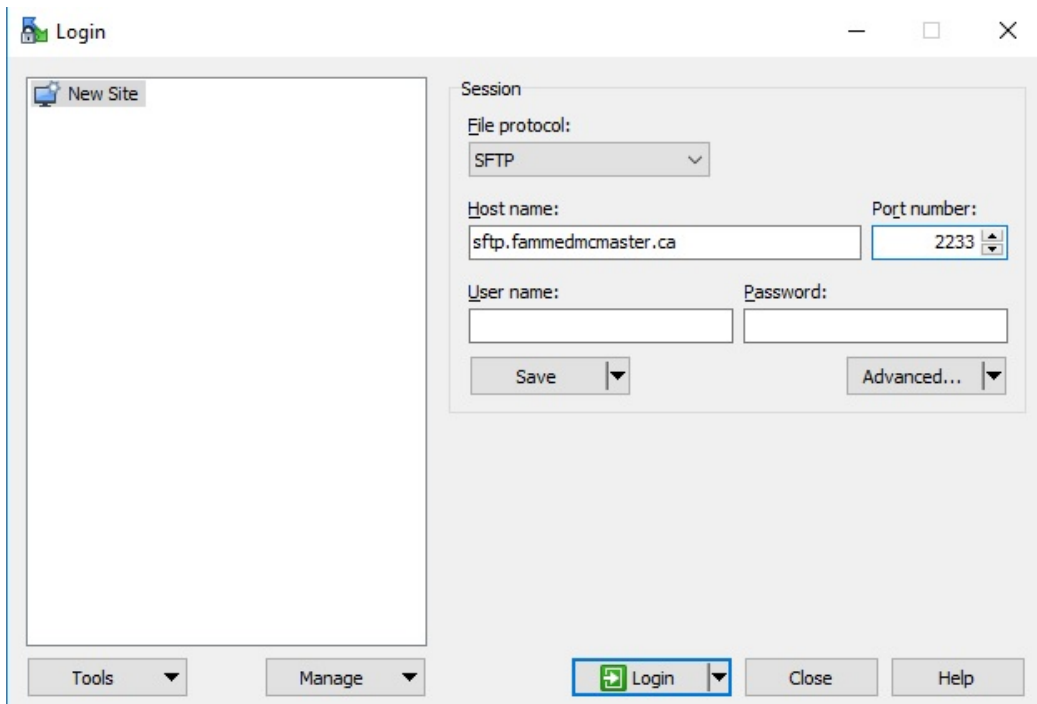 Login
New Site
Session
File protocol:
SFTP
Host name: Port number:
sftp.fammedmcmaster.ca 2233
User name: Password:
Save Advanced...
Tools Manage Login Close Help